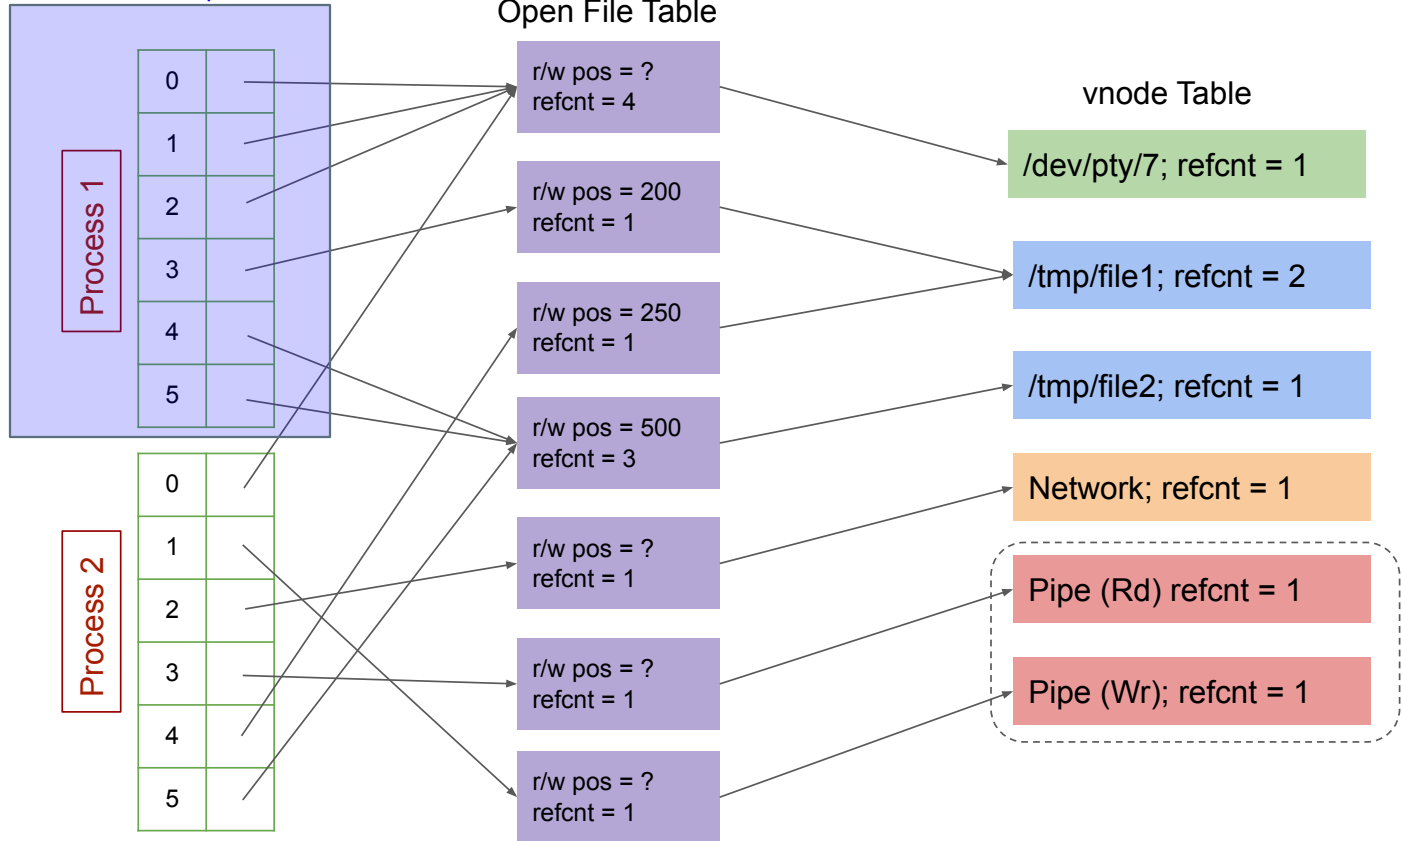 Open File Table
vnode Table
Process 1
0
1
2
3
4
5
Process 2
0
1
2
3
4
5
r/w pos = ?
refcnt = 4
r/w pos = 200
refcnt = 1
r/w pos = 250
refcnt = 1
r/w pos = 500
refcnt = 3
r/w pos = ?
refcnt = 1
r/w pos = ?
refcnt = 1
r/w pos = ?
refcnt = 1
/dev/pty/7; refcnt = 1
/tmp/file1; refcnt = 2
/tmp/file2; refcnt = 1
Network; refcnt = 1
Pipe (Rd) refcnt = 1
Pipe (Wr); refcnt = 1